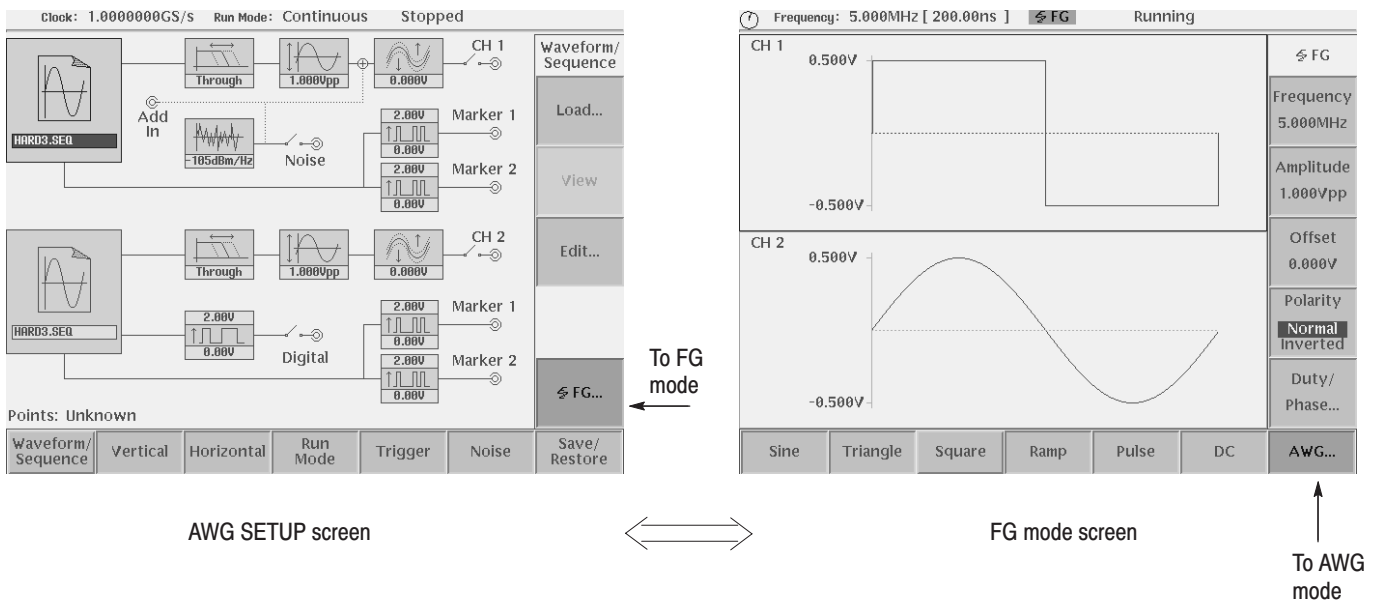 Clock: 1.0000000GS/s Run Mode: Continuous Stopped
CH 1
Through
1.000Vpp
0.000V
Add
In
HARD3.SEQ
-105dBm/Hz
Noise
2.00V
0.00V
Marker 1
2.00V
0.00V
Marker 2
CH 2
Through
1.000Vpp
0.000V
HARD3.SEQ
2.00V
0.00V
Digital
2.00V
0.00V
Marker 1
2.00V
0.00V
Marker 2
Points: Unknown
Waveform/
Sequence
Load...
View
Edit...
FG...
Waveform/
Sequence
Vertical
Horizontal
Run
Mode
Trigger
Noise
Save/
Restore
To FG
mode
AWG SETUP screen
Frequency: 5.000MHz [ 200.00ns ] FG Running
CH 1
0.500V
-0.500V
CH 2
0.500V
-0.500V
FG
Frequency
5.000MHz
Amplitude
1.000Vpp
Offset
0.000V
Polarity
Normal
Inverted
Duty/
Phase...
Sine
Triangle
Square
Ramp
Pulse
DC
AWG...
FG mode screen
To AWG
mode